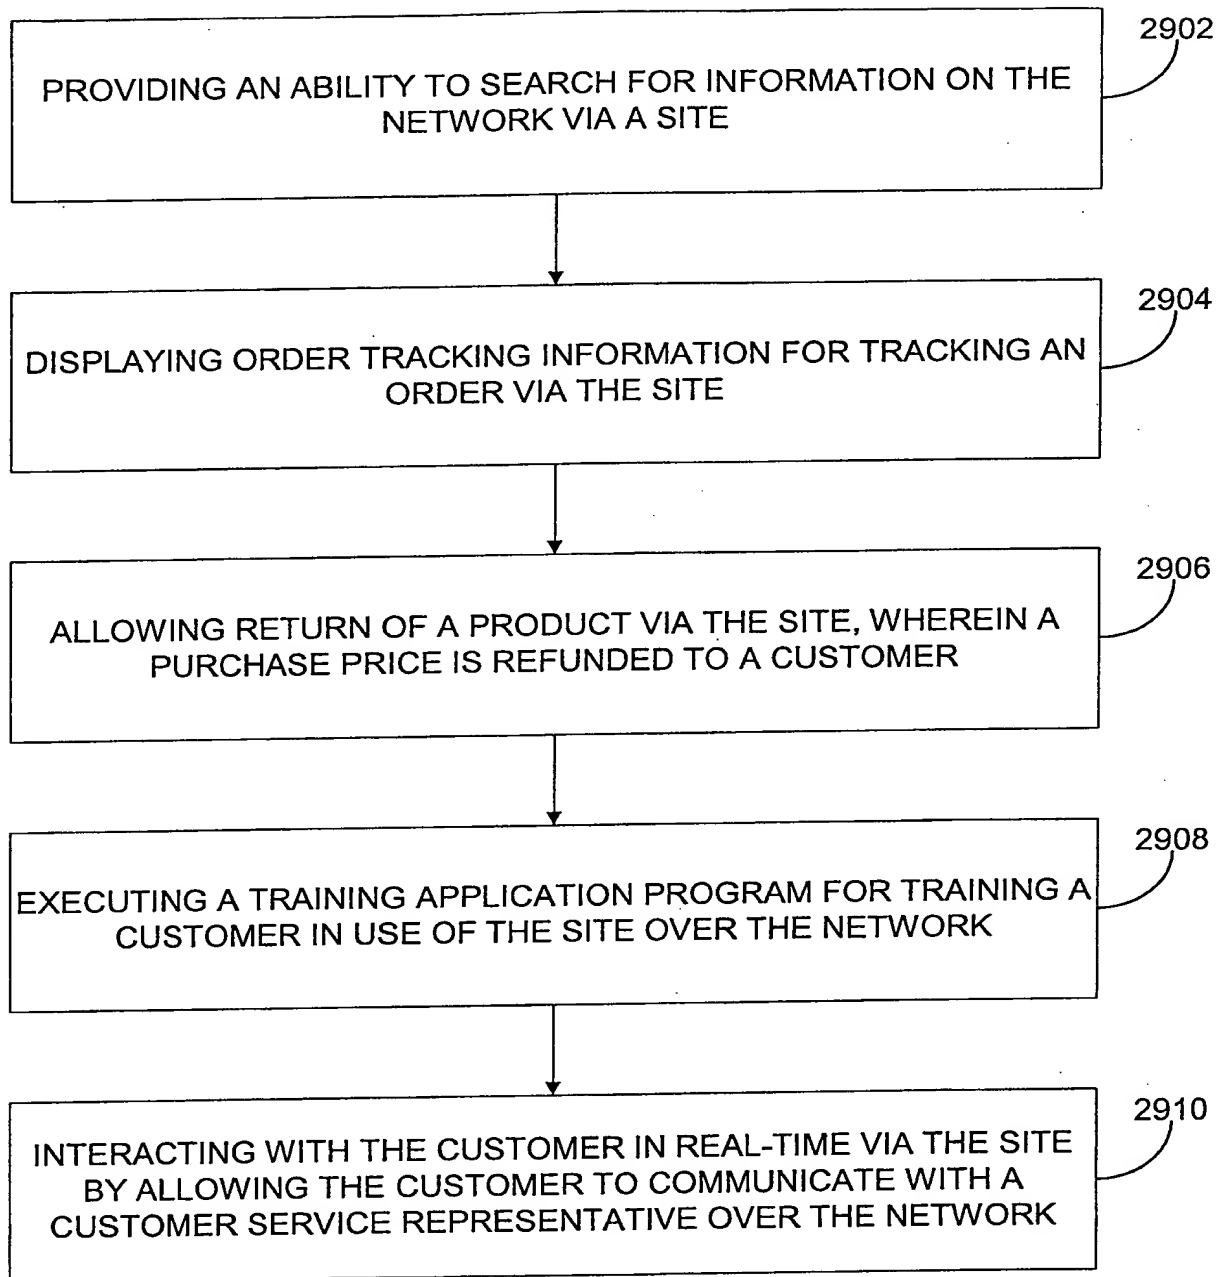 2902
PROVIDING AN ABILITY TO SEARCH FOR INFORMATION ON THE
NETWORK VIA A SITE
2904
DISPLAYING ORDER TRACKING INFORMATION FOR TRACKING AN
ORDER VIA THE SITE
2906
ALLOWING RETURN OF A PRODUCT VIA THE SITE, WHEREIN A
PURCHASE PRICE IS REFUNDED TO A CUSTOMER
2908
EXECUTING A TRAINING APPLICATION PROGRAM FOR TRAINING A
CUSTOMER IN USE OF THE SITE OVER THE NETWORK
2910
INTERACTING WITH THE CUSTOMER IN REAL-TIME VIA THE SITE
BY ALLOWING THE CUSTOMER TO COMMUNICATE WITH A
CUSTOMER SERVICE REPRESENTATIVE OVER THE NETWORK